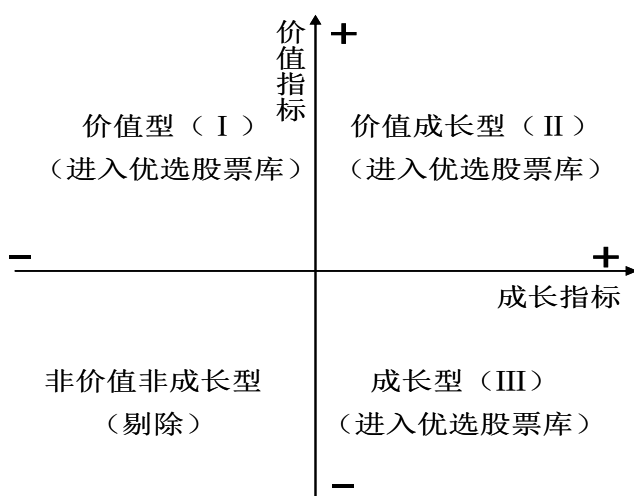 价值指标
+
价值型（Ⅰ）
（进入优选股票库）
价值成长型（Ⅱ）
（进入优选股票库）
−
+
成长指标
非价值非成长型
（剔除）
成长型（Ⅲ）
（进入优选股票库）
−